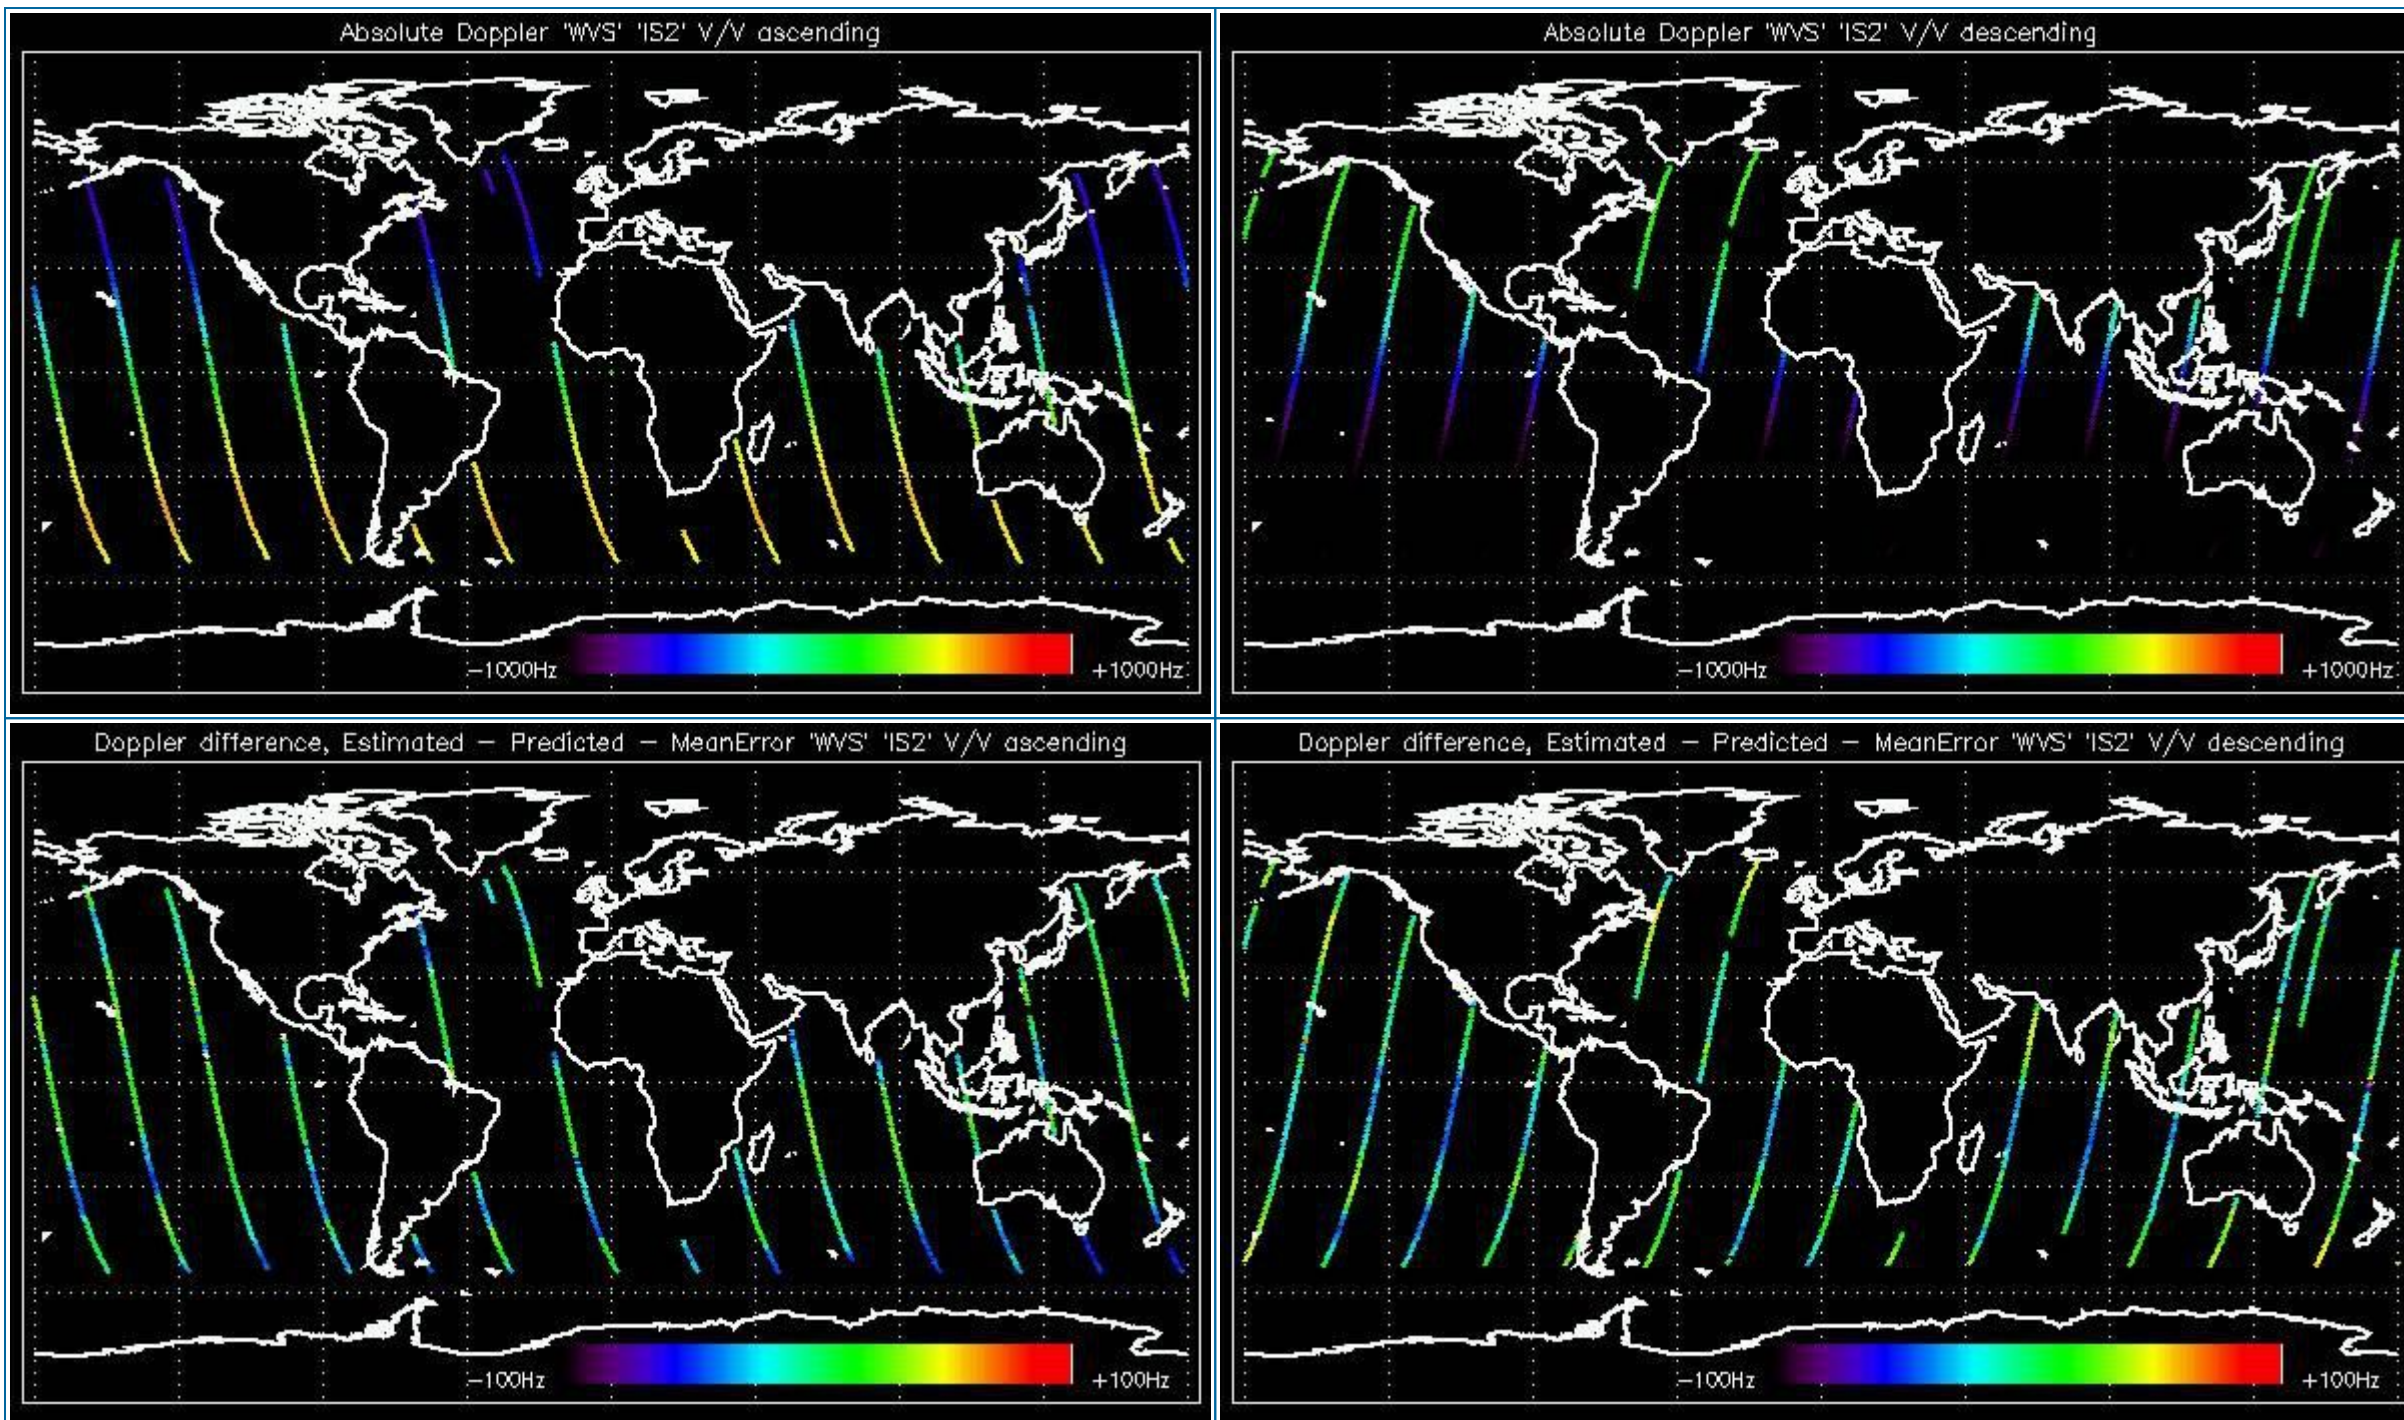 Absolute Doppler 'WVS' 'IS2' V/V ascending
−1000Hz
+1000Hz
Absolute Doppler 'WVS' 'IS2' V/V descending
−1000Hz
+1000Hz
Doppler difference, Estimated − Predicted − MeanError 'WVS' 'IS2' V/V ascending
−100Hz
+100Hz
Doppler difference, Estimated − Predicted − MeanError 'WVS' 'IS2' V/V descending
−100Hz
+100Hz